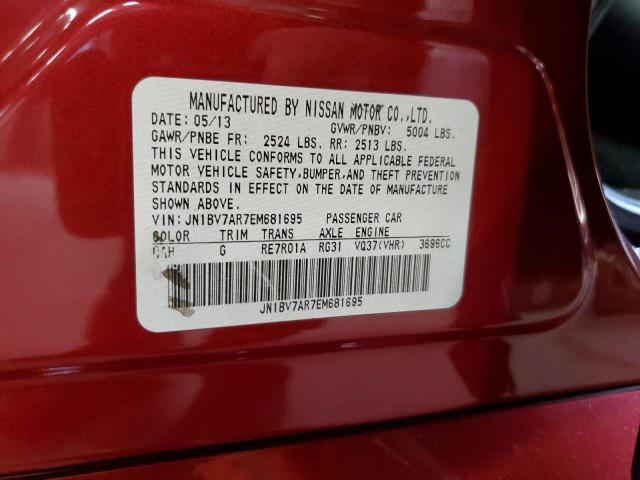 MANUFACTURED BY NISSAN MOTOR CO.,LTD.
DATE: 05/13 GVWR/PNBV: 5004 LBS.
GAWR/PNBE FR: 2524 LBS. RR: 2513 LBS.
THIS VEHICLE CONFORMS TO ALL APPLICABLE FEDERAL
MOTOR VEHICLE SAFETY,BUMPER,AND THEFT PREVENTION
STANDARDS IN EFFECT ON THE DATE OF MANUFACTURE
SHOWN ABOVE.
VIN: JN1BV7AR7EM681695 PASSENGER CAR
COLOR TRIM TRANS AXLE ENGINE
G RE7R01A RG31 VQ37(VHR) 3696CC
JN1BV7AR7EM681695